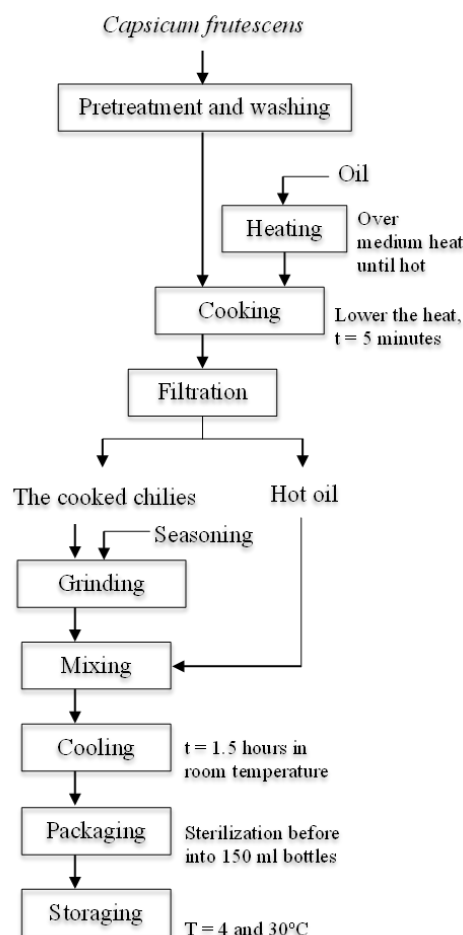 Capsicum frutescens
Pretreatment and washing
Oil
Heating
Over
medium heat
until hot
Cooking
Lower the heat,
t = 5 minutes
Filtration
The cooked chilies
Hot oil
Seasoning
Grinding
Mixing
Cooling
t = 1.5 hours in
room temperature
Packaging
Sterilization before
into 150 ml bottles
Storaging
T = 4 and 30°C